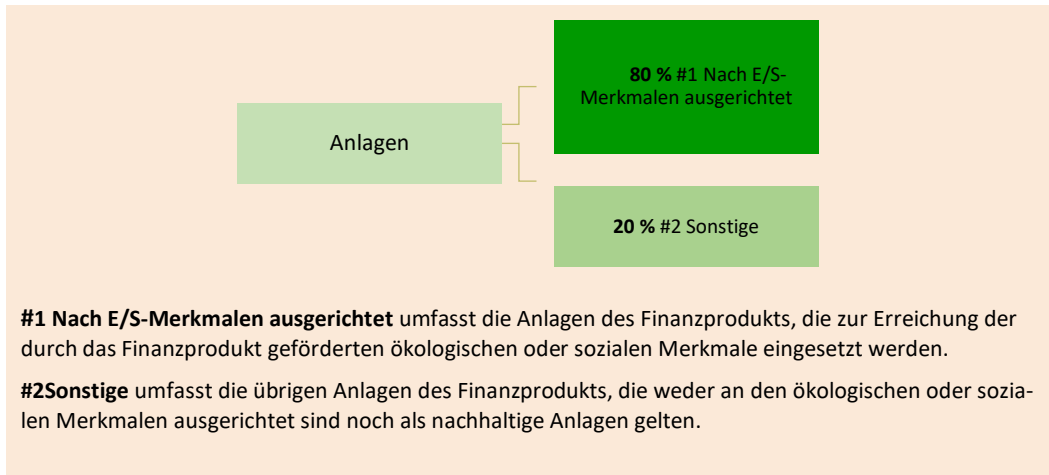 80 % #1 Nach E/S-
Merkmalen ausgerichtet
Anlagen
20 % #2 Sonstige
#1 Nach E/S-Merkmalen ausgerichtet umfasst die Anlagen des Finanzprodukts, die zur Erreichung der
durch das Finanzprodukt geförderten ökologischen oder sozialen Merkmale eingesetzt werden.
#2Sonstige umfasst die übrigen Anlagen des Finanzprodukts, die weder an den ökologischen oder sozia-
len Merkmalen ausgerichtet sind noch als nachhaltige Anlagen gelten.